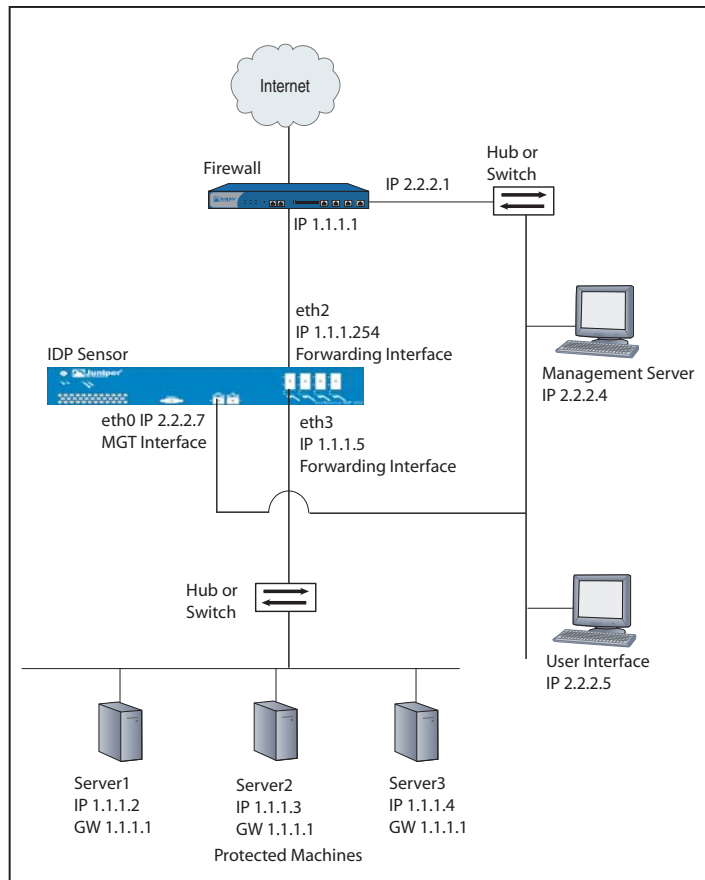 Internet
Firewall
Hub or
Switch
IP 2.2.2.1
Juniper
IP 1.1.1.1
eth2
IP 1.1.1.254
Forwarding Interface
IDP Sensor
Juniper
Management Server
IP 2.2.2.4
eth0 IP 2.2.2.7
MGT Interface
eth3
IP 1.1.1.5
Forwarding Interface
Hub or
Switch
User Interface
IP 2.2.2.5
Server1
IP 1.1.1.2
GW 1.1.1.1
Server2
IP 1.1.1.3
GW 1.1.1.1
Server3
IP 1.1.1.4
GW 1.1.1.1
Protected Machines